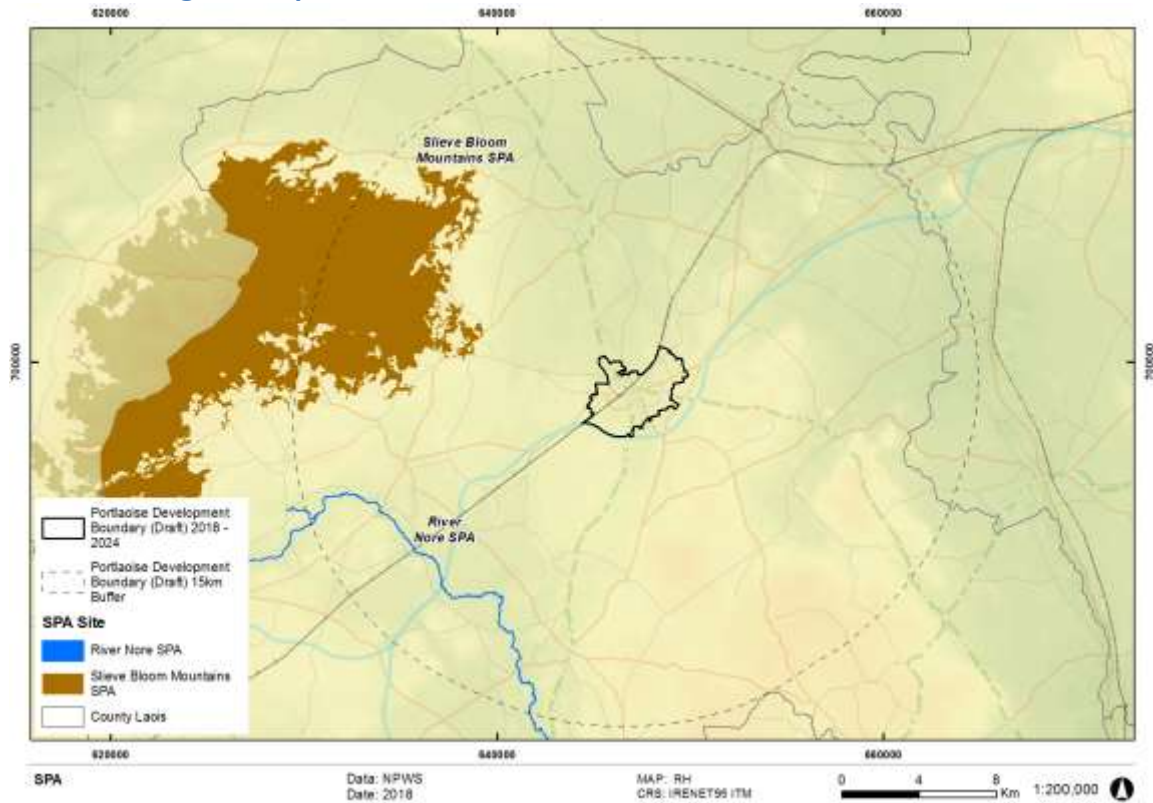 620000 640000 660000
Slieve Bloom
Mountains SPA
700000 700000
River
Nore SPA
Portlaoise Development
Boundary (Draft) 2018 -
2024
Portlaoise Development
Boundary (Draft) 15km
Buffer
SPA Site
River Nore SPA
Slieve Bloom Mountains
SPA
County Laois
620000 640000 660000
SPA
Data: NPWS
Date: 2018
MAP: RH
CRS: IRENET95 ITM
0 4 8
Km
1:200,000